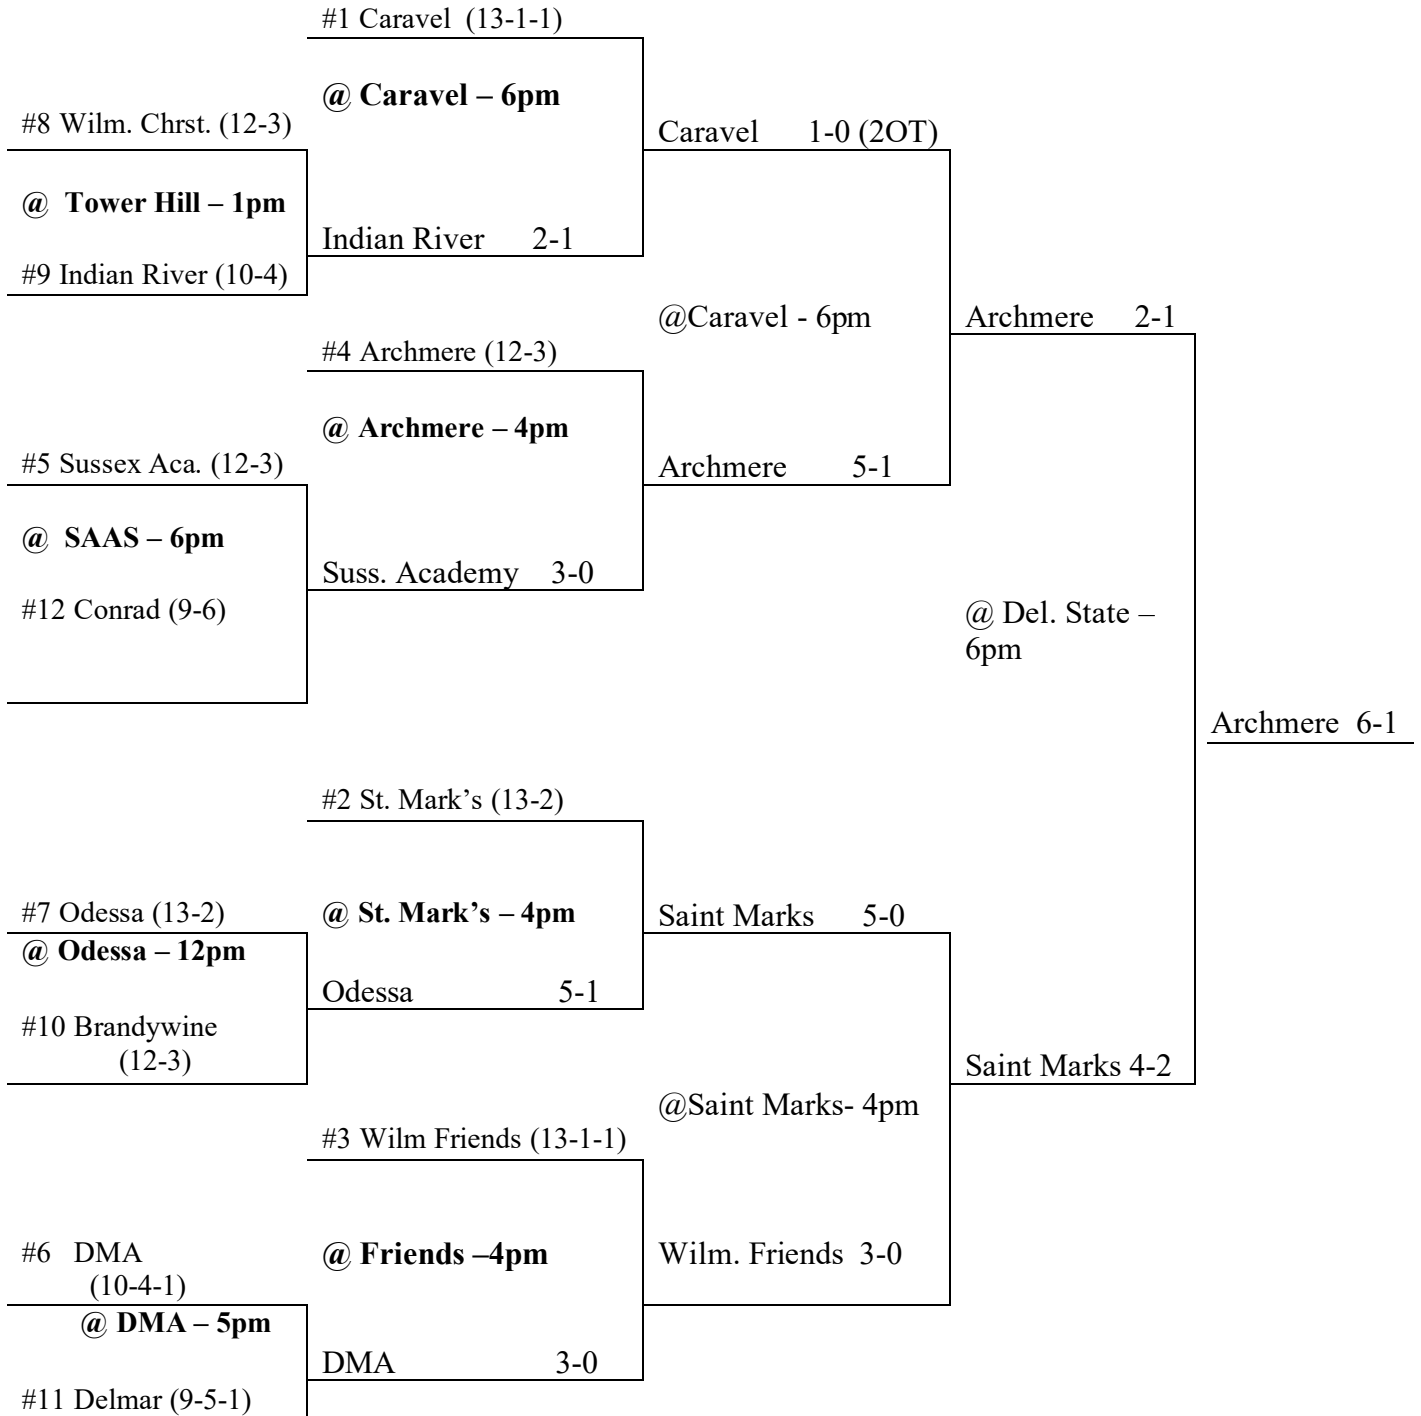 #1 Caravel (13-1-1)
@ Caravel – 6pm
#8 Wilm. Chrst. (12-3)
Caravel 1-0 (2OT)
@ Tower Hill – 1pm
Indian River 2-1
#9 Indian River (10-4)
@Caravel - 6pm
Archmere 2-1
#4 Archmere (12-3)
@ Archmere – 4pm
#5 Sussex Aca. (12-3)
Archmere 5-1
@ SAAS – 6pm
Suss. Academy 3-0
#12 Conrad (9-6)
@ Del. State –
6pm
Archmere 6-1
#2 St. Mark’s (13-2)
#7 Odessa (13-2)
@ St. Mark’s – 4pm
Saint Marks 5-0
@ Odessa – 12pm
Odessa 5-1
#10 Brandywine
(12-3)
Saint Marks 4-2
@Saint Marks- 4pm
#3 Wilm Friends (13-1-1)
#6 DMA
(10-4-1)
@ Friends –4pm
Wilm. Friends 3-0
@ DMA – 5pm
DMA 3-0
#11 Delmar (9-5-1)